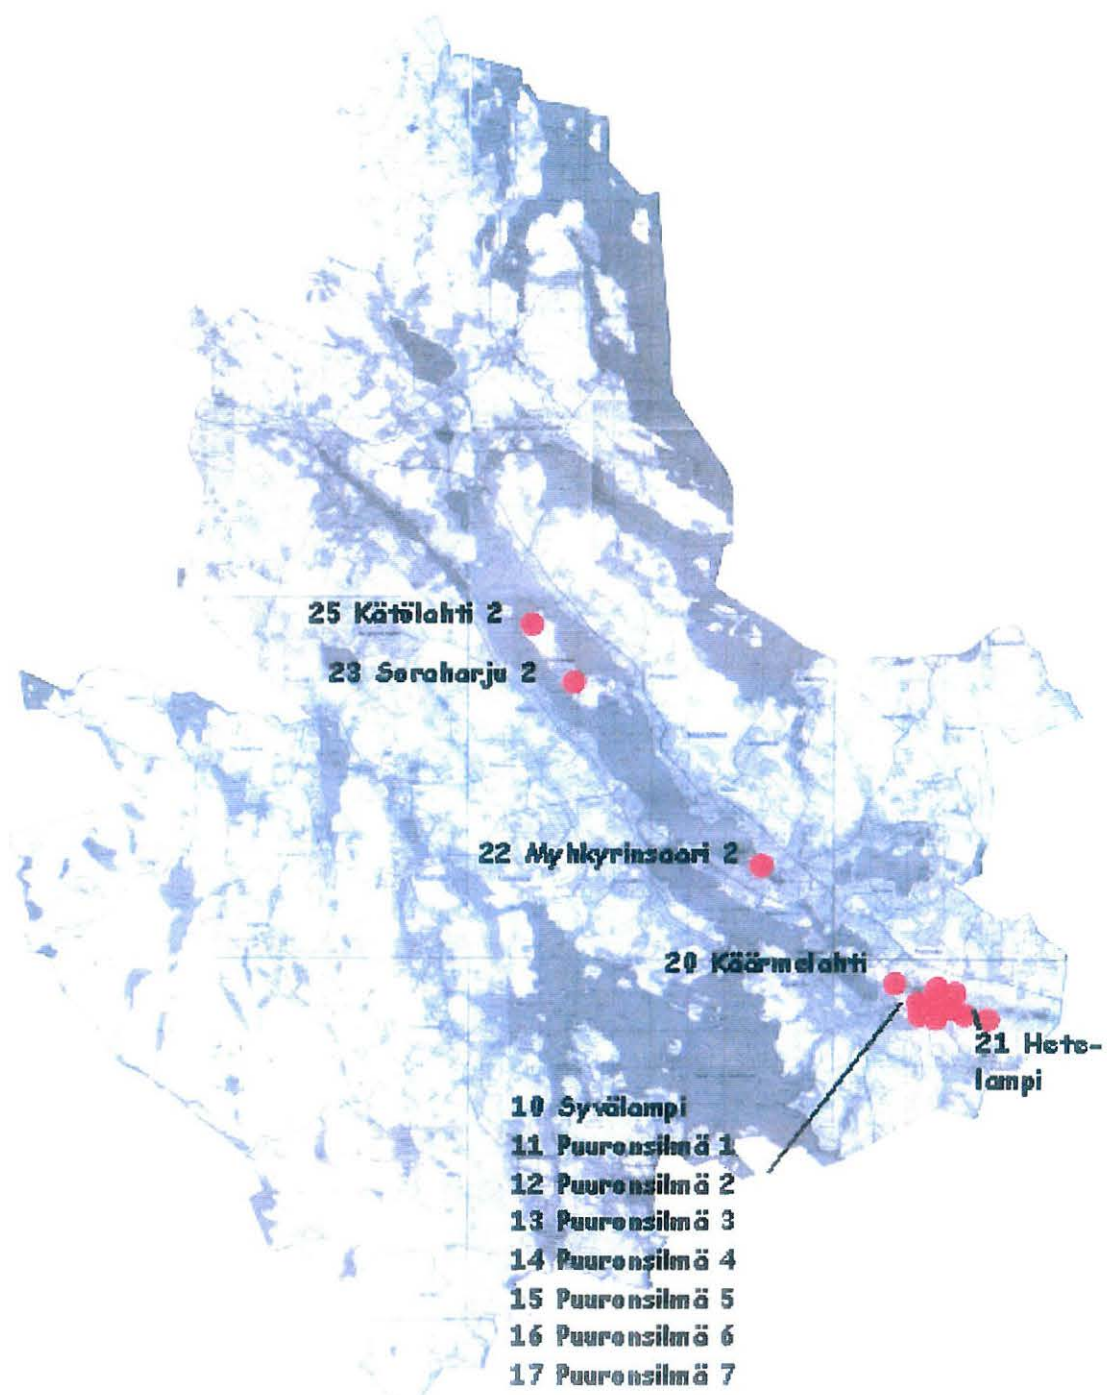 25 Kätölahti 2
23 Soraharju 2
22 Myhkyrinsaari 2
20 Käärmelahti
21 Hete-
lampi
10 Syvälampi
11 Puuronsilmä 1
12 Puuronsilmä 2
13 Puuronsilmä 3
14 Puuronsilmä 4
15 Puuronsilmä 5
16 Puuronsilmä 6
17 Puuronsilmä 7